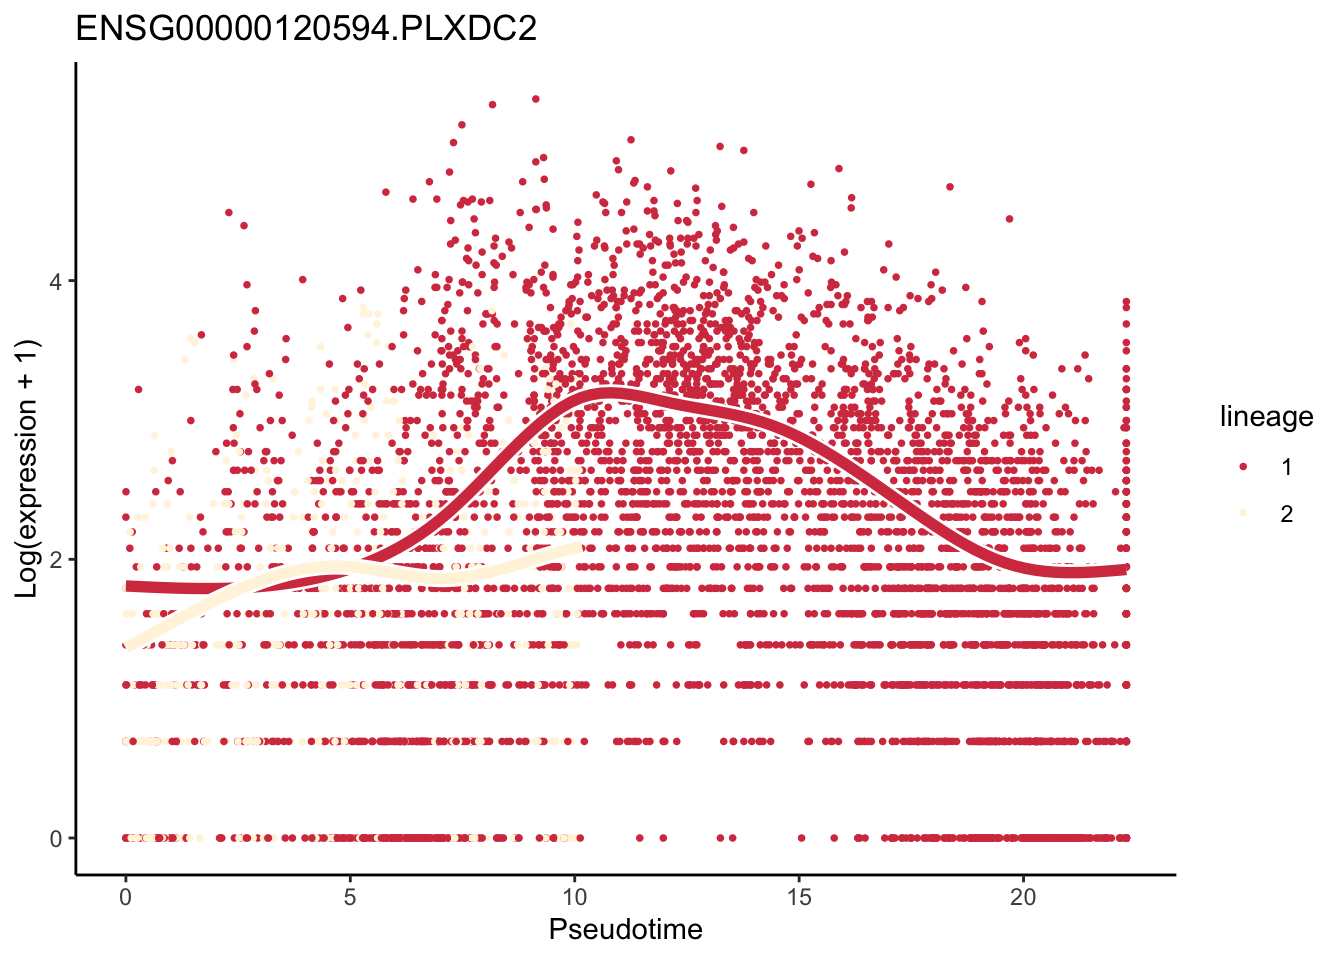 ENSG00000120594.PLXDC2
Log(expression + 1)
4
2
0
0 5 10 15 20
Pseudotime
lineage
1
2